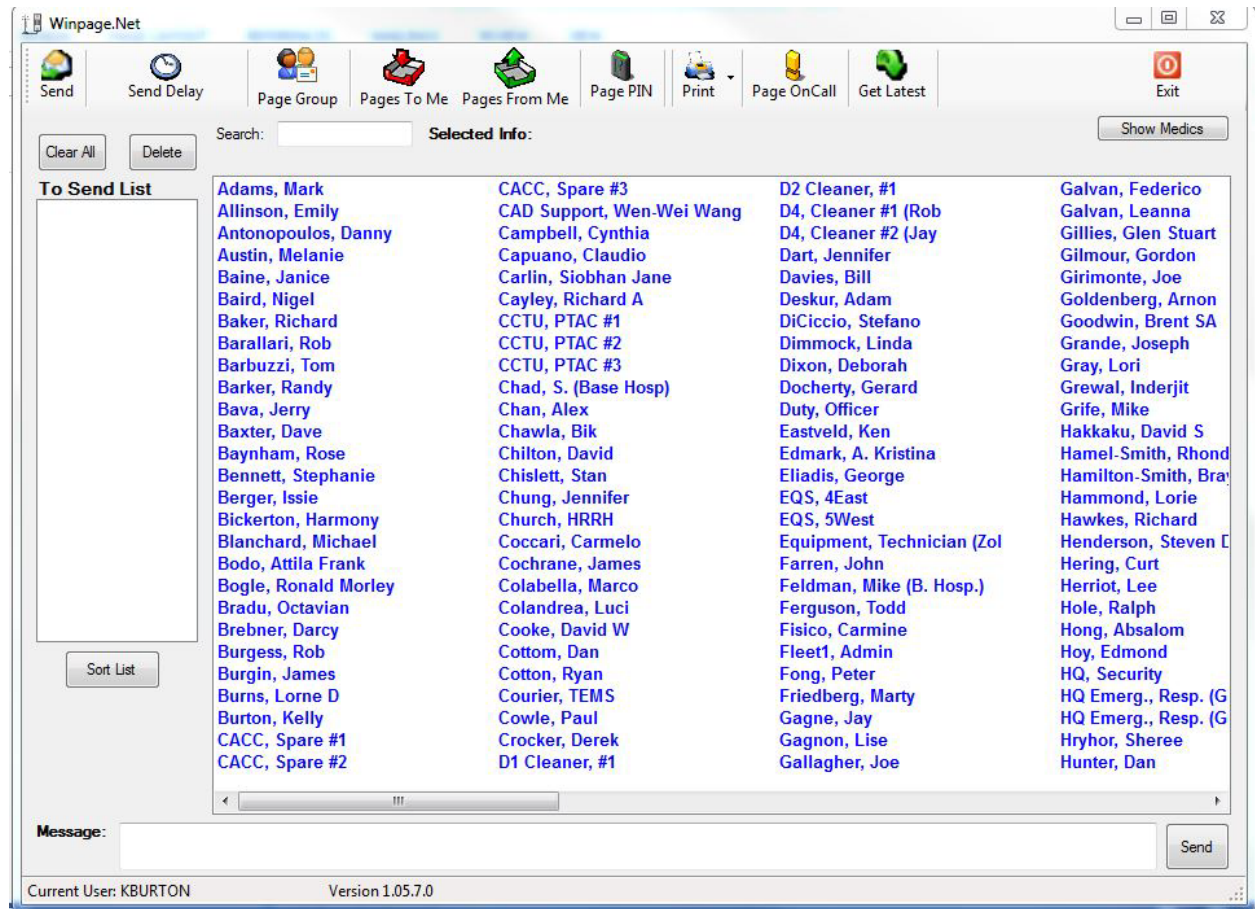 Winpage.Net
Send
Send Delay
Page Group
Pages To Me
Pages From Me
Page PIN
Print
Page OnCall
Get Latest
Exit
Clear All
Delete
Search:
Selected Info:
Show Medics
To Send List
Adams, Mark
Allinson, Emily
Antonopoulos, Danny
Austin, Melanie
Baine, Janice
Baird, Nigel
Baker, Richard
Barallari, Rob
Barbuzzi, Tom
Barker, Randy
Bava, Jerry
Baxter, Dave
Baynham, Rose
Bennett, Stephanie
Berger, Issie
Bickerton, Harmony
Blanchard, Michael
Bodo, Attila Frank
Bogle, Ronald Morley
Bradu, Octavian
Brebner, Darcy
Burgess, Rob
Burgin, James
Burns, Lorne D
Burton, Kelly
CACC, Spare #1
CACC, Spare #2
CACC, Spare #3
CAD Support, Wen-Wei Wang
Campbell, Cynthia
Capuano, Claudio
Carlin, Siobhan Jane
Cayley, Richard A
CCTU, PTAC #1
CCTU, PTAC #2
CCTU, PTAC #3
Chad, S. (Base Hosp)
Chan, Alex
Chawla, Bik
Chilton, David
Chislett, Stan
Chung, Jennifer
Church, HRRH
Coccari, Carmelo
Cochrane, James
Colabella, Marco
Colandrea, Luci
Cooke, David W
Cottom, Dan
Cotton, Ryan
Courier, TEMS
Cowle, Paul
Crocker, Derek
D1 Cleaner, #1
D2 Cleaner, #1
D4, Cleaner #1 (Rob
D4, Cleaner #2 (Jay
Dart, Jennifer
Davies, Bill
Deskur, Adam
DiCiccio, Stefano
Dimmock, Linda
Dixon, Deborah
Docherty, Gerard
Duty, Officer
Eastveld, Ken
Edmark, A. Kristina
Eliadis, George
EQS, 4East
EQS, 5West
Equipment, Technician (Zol
Farren, John
Feldman, Mike (B. Hosp.)
Ferguson, Todd
Fisico, Carmine
Fleet1, Admin
Fong, Peter
Friedberg, Marty
Gagne, Jay
Gagnon, Lise
Gallagher, Joe
Galvan, Federico
Galvan, Leanna
Gillies, Glen Stuart
Gilmour, Gordon
Girimonte, Joe
Goldenberg, Arnon
Goodwin, Brent SA
Grande, Joseph
Gray, Lori
Grewal, Inderjit
Grife, Mike
Hakkaku, David S
Hamel-Smith, Rhond
Hamilton-Smith, Bra
Hammond, Lorie
Hawkes, Richard
Henderson, Steven
Hering, Curt
Herriot, Lee
Hole, Ralph
Hong, Absalom
Hoy, Edmond
HQ, Security
HQ Emerg., Resp. (G
HQ Emerg., Resp. (G
Hryhor, Sheree
Hunter, Dan
Sort List
Message:
Send
Current User: KBURTON
Version 1.05.7.0